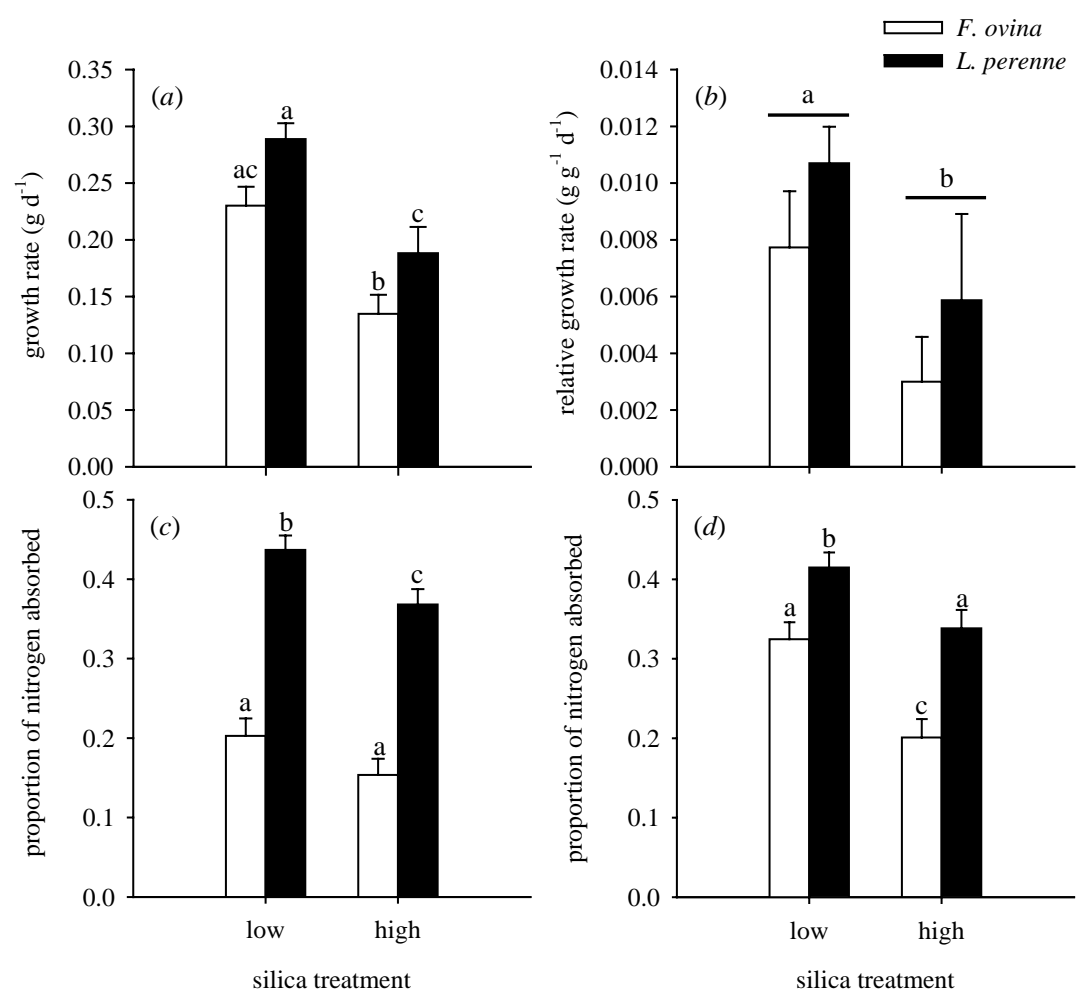 F. ovina
L. perenne
(a)
growth rate (g d-1)
0.35
0.30
0.25
0.20
0.15
0.10
0.05
0.00
ac
a
b
c
(b)
relative growth rate (g g-1 d-1)
0.014
0.012
0.010
0.008
0.006
0.004
0.002
0.000
a
b
(c)
proportion of nitrogen absorbed
0.5
0.4
0.3
0.2
0.1
0.0
a
b
a
c
low
high
silica treatment
(d)
proportion of nitrogen absorbed
0.5
0.4
0.3
0.2
0.1
0.0
a
b
c
a
low
high
silica treatment